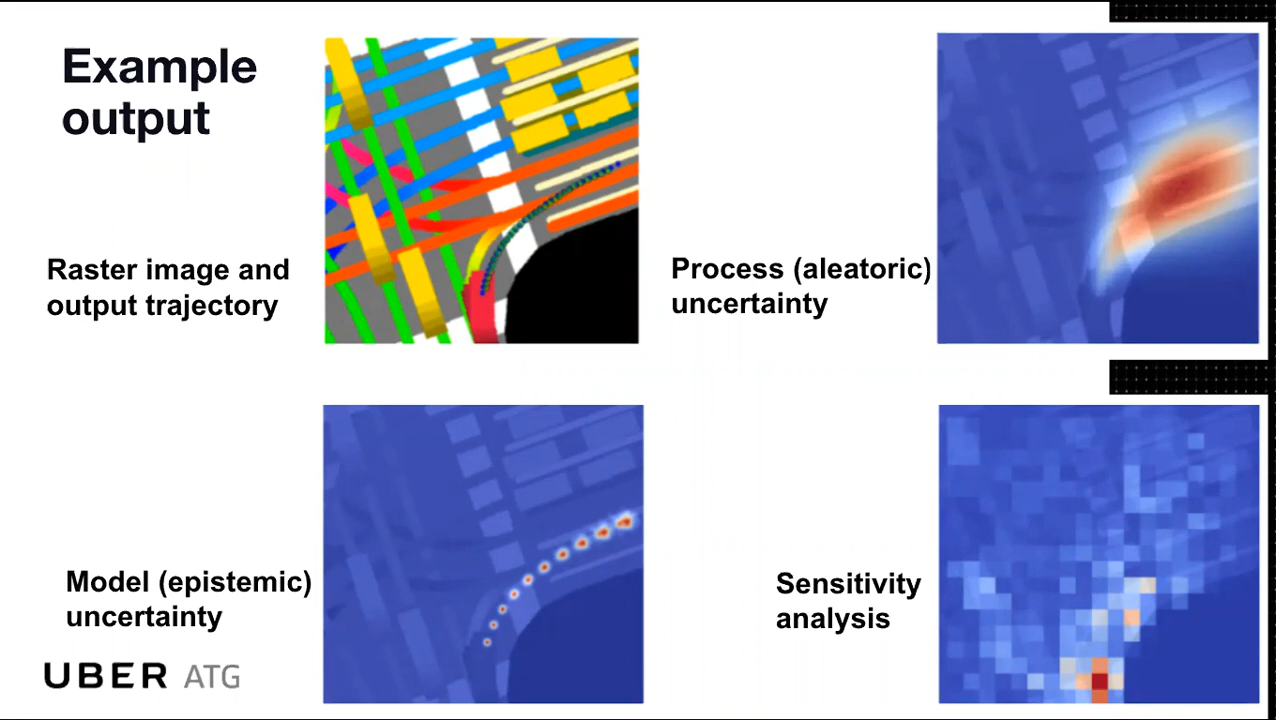 Example
output
Raster image and
output trajectory
Process (aleatoric)
uncertainty
Model (epistemic)
uncertainty
Sensitivity
analysis
UBER ATG